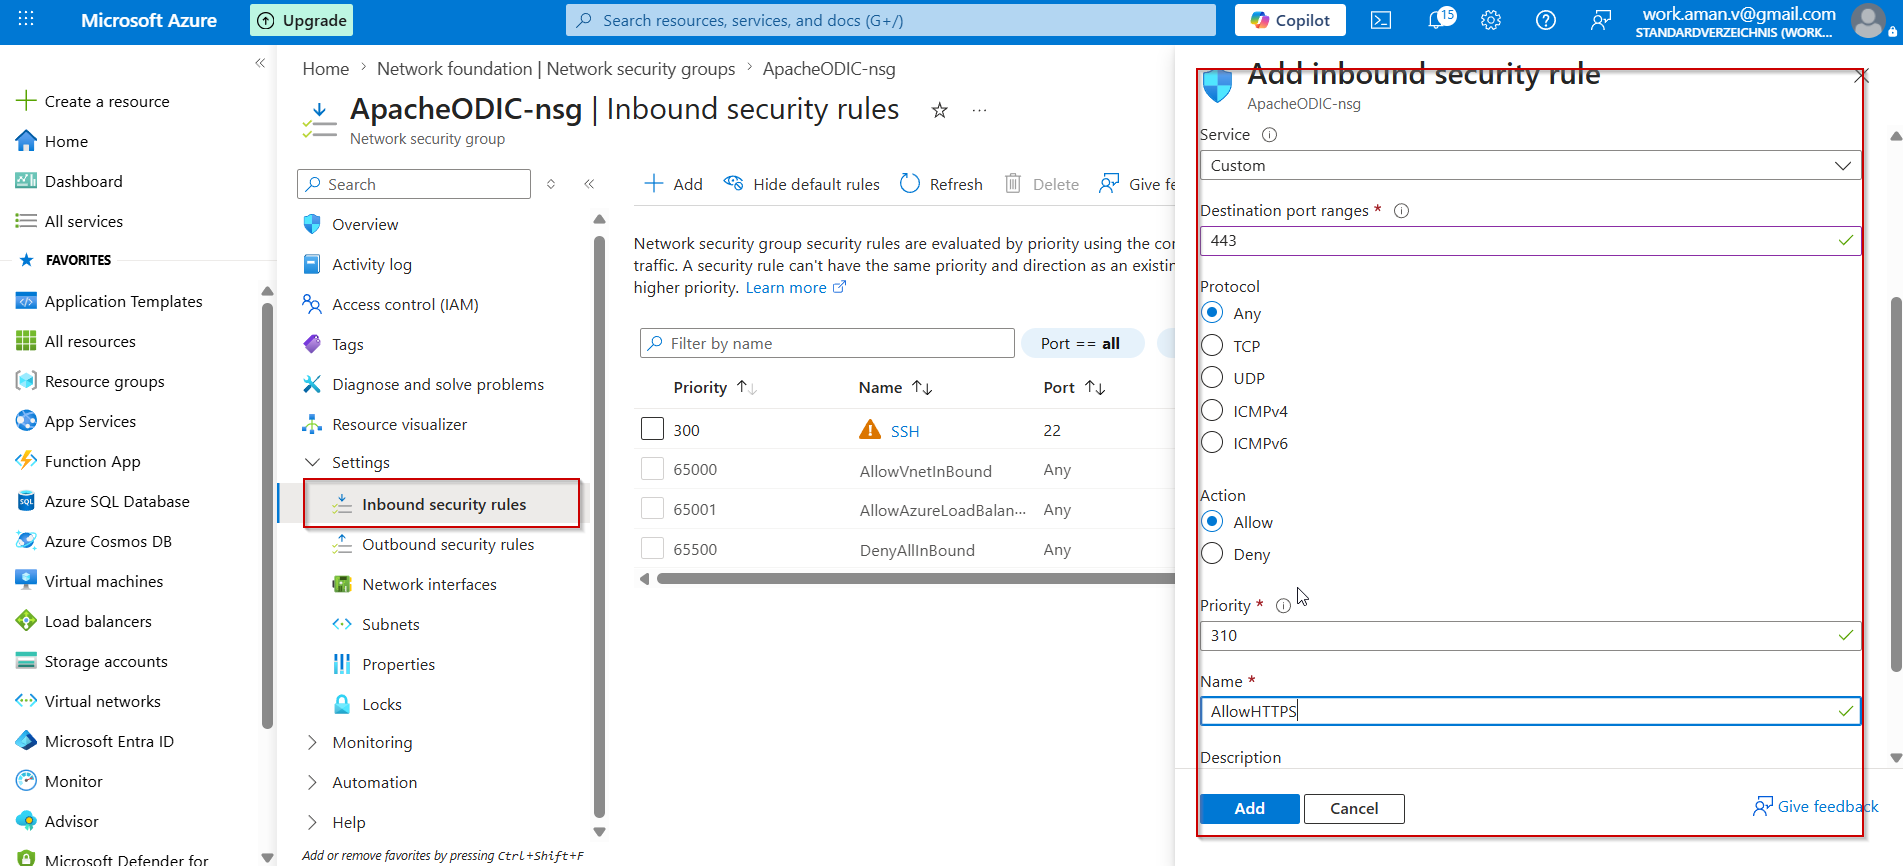 Microsoft Azure
Upgrade
Search resources, services, and docs (G+/)
Copilot
15
work.aman.v@gmail.com
STANDARDVERZEICHNIS (WORK...
Create a resource
Home
Dashboard
All services
FAVORITES
Application Templates
All resources
Resource groups
App Services
Function App
Azure SQL Database
Azure Cosmos DB
Virtual machines
Load balancers
Storage accounts
Virtual networks
Microsoft Entra ID
Monitor
Advisor
Microsoft Defender for
Home > Network foundation | Network security groups > ApacheODIC-nsg
ApacheODIC-nsg | Inbound security rules
Network security group
Search
Overview
Activity log
Access control (IAM)
Tags
Diagnose and solve problems
Resource visualizer
Settings
Inbound security rules
Outbound security rules
Network interfaces
Subnets
Properties
Locks
Monitoring
Automation
Help
Add or remove favorites by pressing Ctrl+Shift+F
Add
Hide default rules
Refresh
Delete
Give fe
Network security group security rules are evaluated by priority using the co
traffic. A security rule can't have the same priority and direction as an existin
higher priority. Learn more
Filter by name
Port == all
Priority Name Port
300 SSH 22
65000 AllowVnetInBound Any
65001 AllowAzureLoadBalan... Any
65500 DenyAllInBound Any
Add inbound security rule
ApacheODIC-nsg
Service
Custom
Destination port ranges *
443
Protocol
Any
TCP
UDP
ICMPv4
ICMPv6
Action
Allow
Deny
Priority *
310
Name *
AllowHTTPS
Description
Add
Cancel
Give feedback